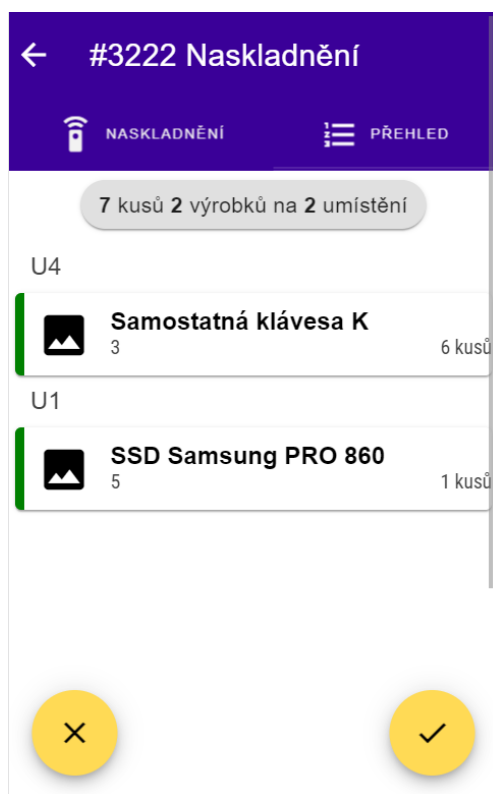 #3222 Naskladnění
NASKLADNĚNÍ
PŘEHLED
7 kusů 2 výrobků na 2 umístění
U4
Samostatná klávesa K
3
6 kusů
U1
SSD Samsung PRO 860
5
1 kusů